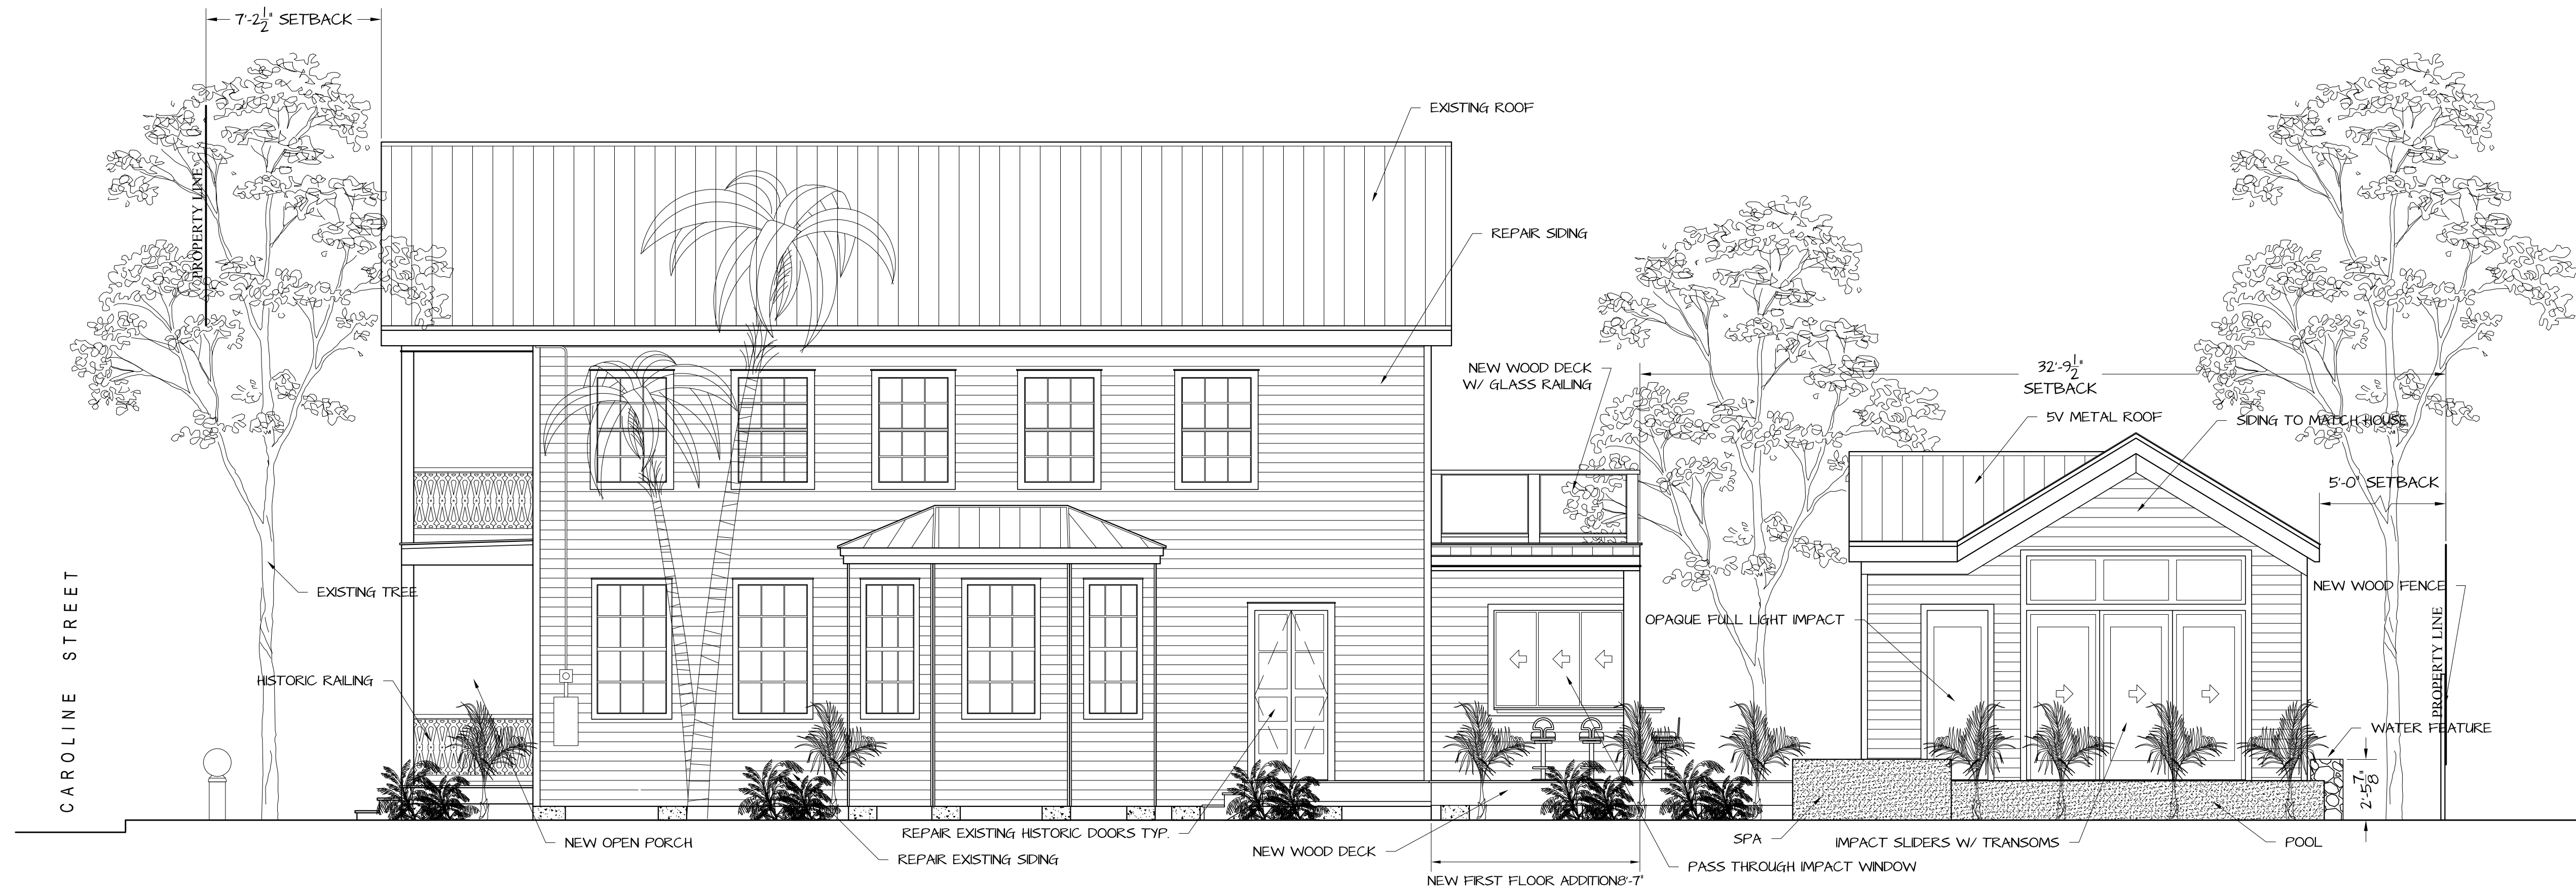 7'-2 1/2" SETBACK
PROPERTY LINE
EXISTING ROOF
REPAIR SIDING
NEW WOOD DECK
W/ GLASS RAILING
32'-9 1/2"
SETBACK
5V METAL ROOF
SIDING TO MATCH HOUSE
5'-0" SETBACK
NEW WOOD FENCE
PROPERTY LINE
EXISTING TREE
OPAQUE FULL LIGHT IMPACT
CAROLINE STREET
HISTORIC RAILING
WATER FEATURE
2'-5 7/8"
NEW OPEN PORCH
REPAIR EXISTING HISTORIC DOORS TYP.
REPAIR EXISTING SIDING
NEW WOOD DECK
SPA
IMPACT SLIDERS W/ TRANSOMS
POOL
PASS THROUGH IMPACT WINDOW
NEW FIRST FLOOR ADDITION 8'-7"